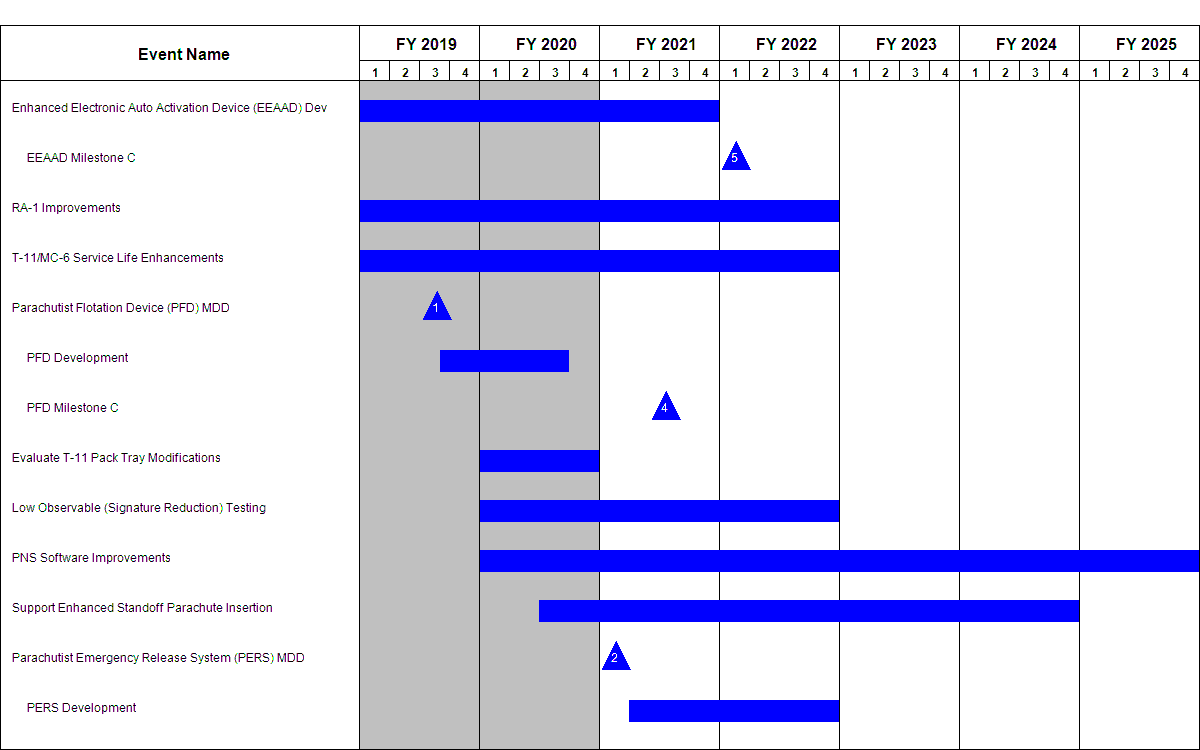 Event Name
FY 2019 FY 2020 FY 2021 FY 2022 FY 2023 FY 2024 FY 2025
1 2 3 4 1 2 3 4 1 2 3 4 1 2 3 4 1 2 3 4 1 2 3 4 1 2 3 4
Enhanced Electronic Auto Activation Device (EEAAD) Dev
EEAAD Milestone C
5
RA-1 Improvements
T-11/MC-6 Service Life Enhancements
Parachutist Flotation Device (PFD) MDD
1
PFD Development
PFD Milestone C
4
Evaluate T-11 Pack Tray Modifications
Low Observable (Signature Reduction) Testing
PNS Software Improvements
Support Enhanced Standoff Parachute Insertion
Parachutist Emergency Release System (PERS) MDD
2
PERS Development